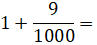 1 + 9/1000 =